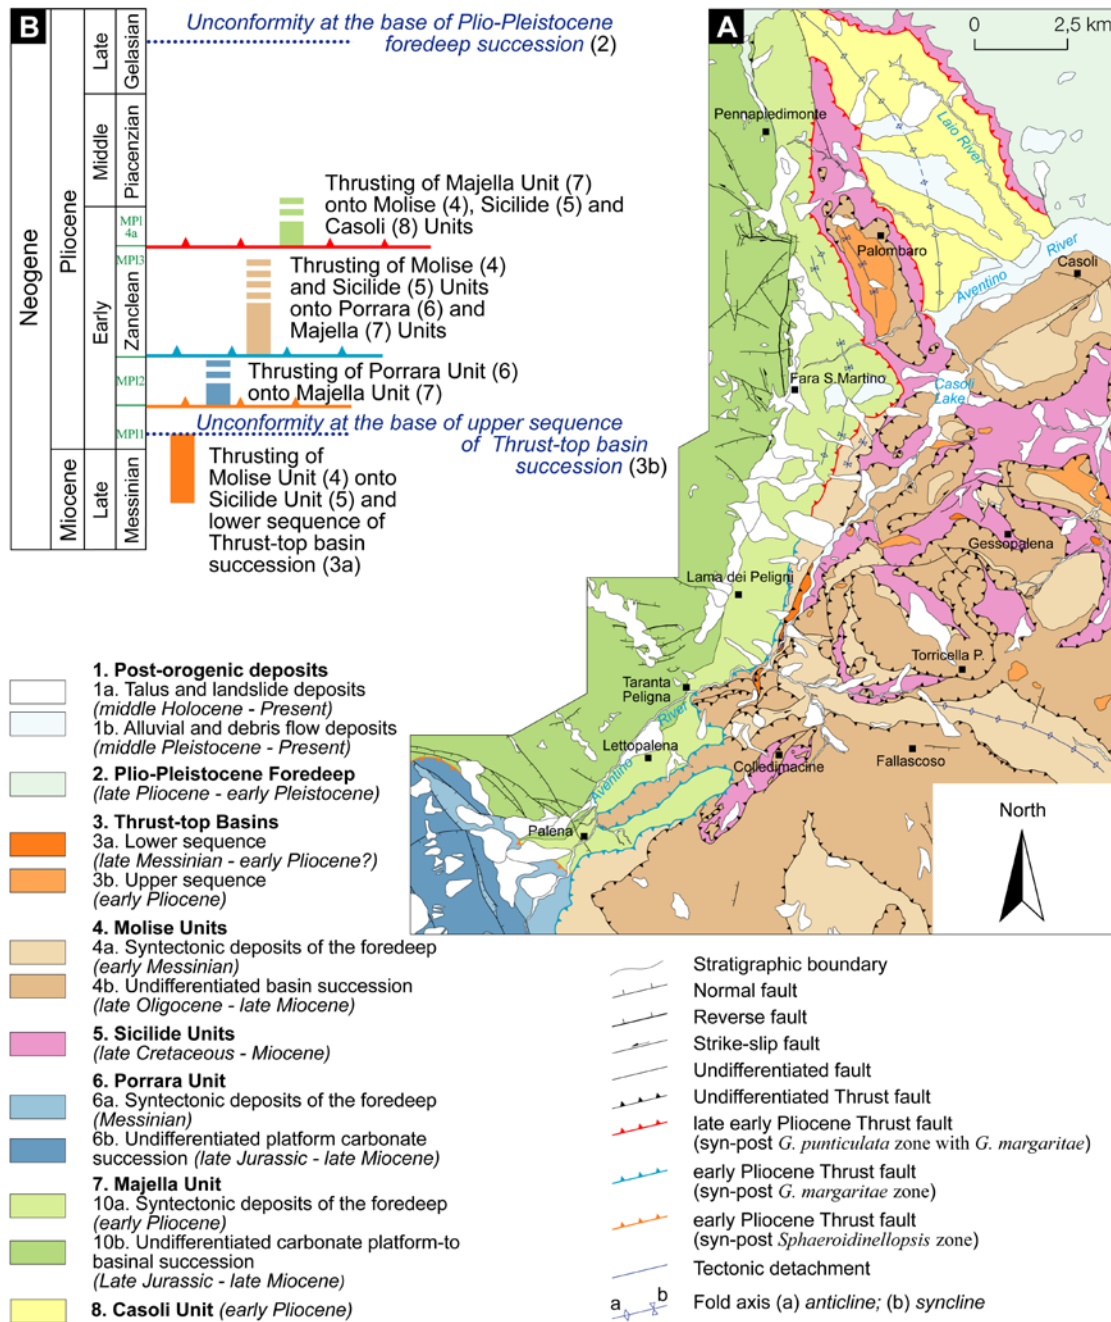 B
Neogene
Pliocene
Miocene
Late
Middle
Early
Late
Gelasian
Piacenzian
Zanclean
Messinian
MPl
4a
MPl3
MPl2
MPl1
Unconformity at the base of Plio-Pleistocene
foredeep succession (2)
Thrusting of Majella Unit (7)
onto Molise (4), Sicilide (5) and
Casoli (8) Units
Thrusting of Molise (4)
and Sicilide (5) Units
onto Porrara (6) and
Majella (7) Units
Thrusting of Porrara Unit (6)
onto Majella Unit (7)
Unconformity at the base of upper sequence
of Thrust-top basin
succession (3b)
Thrusting of
Molise Unit (4) onto
Sicilide Unit (5) and
lower sequence of
Thrust-top basin
succession (3a)
A
0 2,5 km
Pennapiedimonte
Laio River
Palombaro
River
Casoli
Aventino
Fara S.Martino
Casoli
Lake
Gessopalena
Lama dei Peligni
Torricella P.
Taranta
Peligna
River
Lettopalena
Aventino
Colledimacine
Fallascoso
Palena
North
1. Post-orogenic deposits
1a. Talus and landslide deposits
(middle Holocene - Present)
1b. Alluvial and debris flow deposits
(middle Pleistocene - Present)
2. Plio-Pleistocene Foredeep
(late Pliocene - early Pleistocene)
3. Thrust-top Basins
3a. Lower sequence
(late Messinian - early Pliocene?)
3b. Upper sequence
(early Pliocene)
4. Molise Units
4a. Syntectonic deposits of the foredeep
(early Messinian)
4b. Undifferentiated basin succession
(late Oligocene - late Miocene)
5. Sicilide Units
(late Cretaceous - Miocene)
6. Porrara Unit
6a. Syntectonic deposits of the foredeep
(Messinian)
6b. Undifferentiated platform carbonate
succession (late Jurassic - late Miocene)
7. Majella Unit
10a. Syntectonic deposits of the foredeep
(early Pliocene)
10b. Undifferentiated carbonate platform-to
basinal succession
(Late Jurassic - late Miocene)
8. Casoli Unit (early Pliocene)
Stratigraphic boundary
Normal fault
Reverse fault
Strike-slip fault
Undifferentiated fault
Undifferentiated Thrust fault
late early Pliocene Thrust fault
(syn-post G. punticulata zone with G. margaritae)
early Pliocene Thrust fault
(syn-post G. margaritae zone)
early Pliocene Thrust fault
(syn-post Sphaeroidinellopsis zone)
Tectonic detachment
a b
Fold axis (a) anticline; (b) syncline